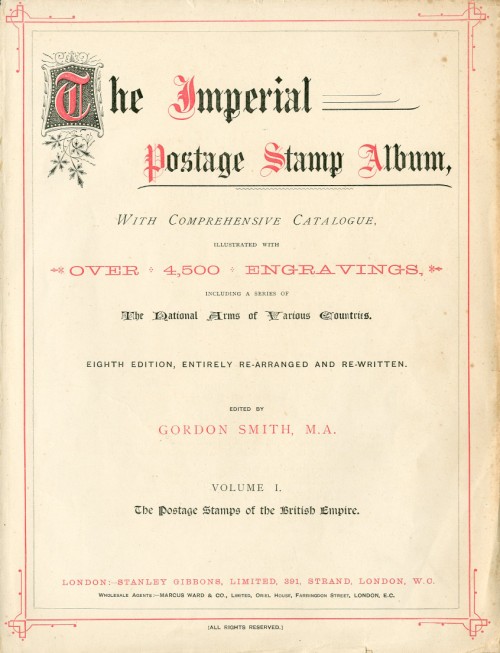 The Imperial
Postage Stamp Album,
WITH COMPREHENSIVE CATALOGUE,
ILLUSTRATED WITH
OVER 4,500 ENGRAVINGS,
INCLUDING A SERIES OF
The National Arms of Various Countries.
EIGHTH EDITION, ENTIRELY RE-ARRANGED AND RE-WRITTEN.
EDITED BY
GORDON SMITH, M.A.
VOLUME I.
The Postage Stamps of the British Empire.
LONDON:—STANLEY GIBBONS, LIMITED, 391, STRAND, LONDON, W.C.
WHOLESALE AGENTS:—MARCUS WARD & CO., LIMITED, ORIEL HOUSE, FARRINGDON STREET, LONDON, E.C.
(ALL RIGHTS RESERVED.)